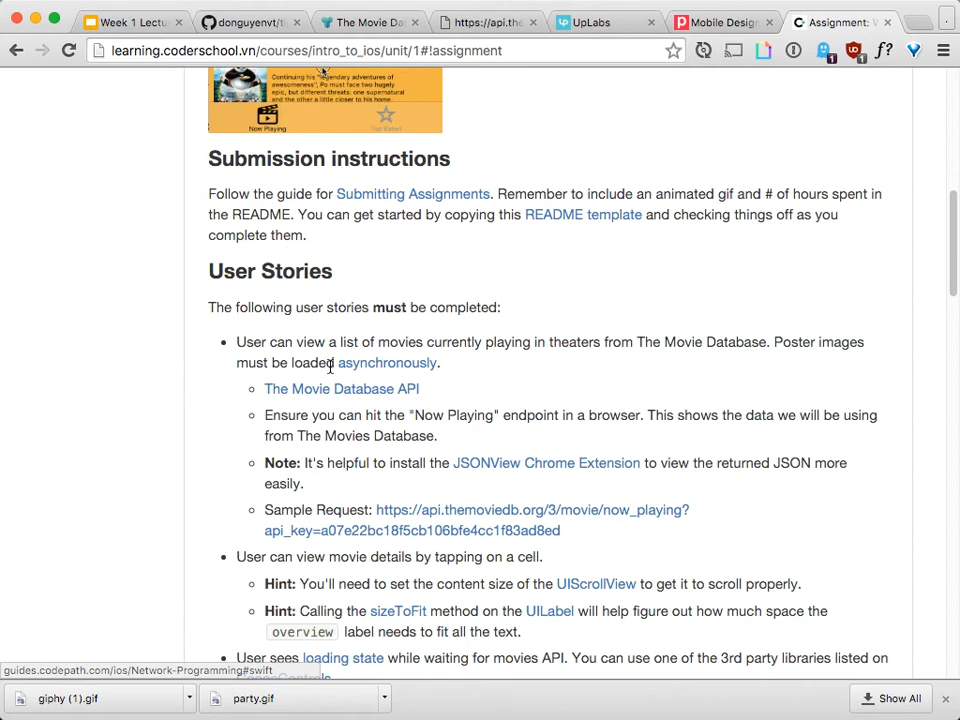 Week 1 Lectu
donguyenvt/ti
The Movie Dat
https://api.the
UpLabs
Mobile Design
Assignment: W
learning.coderschool.vn/courses/intro_to_ios/unit/1#!assignment
f?
1
1
Continuing his "legendary adventures of
awesomeness", Po must face two hugely
epic, but different threats: one supernatural
and the other a little closer to his home.
Now Playing
Top Rated
Submission instructions
Follow the guide for Submitting Assignments. Remember to include an animated gif and # of hours spent in
the README. You can get started by copying this README template and checking things off as you
complete them.
User Stories
The following user stories must be completed:
• User can view a list of movies currently playing in theaters from The Movie Database. Poster images
must be loaded asynchronously.
The Movie Database API
Ensure you can hit the "Now Playing" endpoint in a browser. This shows the data we will be using
from The Movies Database.
Note: It's helpful to install the JSONView Chrome Extension to view the returned JSON more
easily.
Sample Request: https://api.themoviedb.org/3/movie/now_playing?
api_key=a07e22bc18f5cb106bfe4cc1f83ad8ed
• User can view movie details by tapping on a cell.
Hint: You'll need to set the content size of the UIScrollView to get it to scroll properly.
Hint: Calling the sizeToFit method on the UILabel will help figure out how much space the
overview label needs to fit all the text.
• User sees loading state while waiting for movies API. You can use one of the 3rd party libraries listed on
guides.codepath.com/ios/Network-Programming#swift
giphy (1).gif
party.gif
Show All